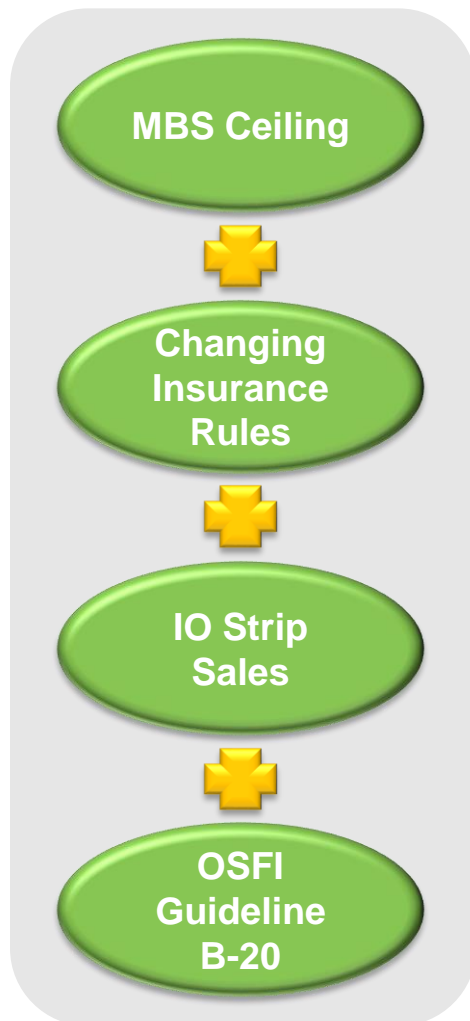 MBS Ceiling
Changing
Insurance
Rules
IO Strip
Sales
OSFI
Guideline
B-20